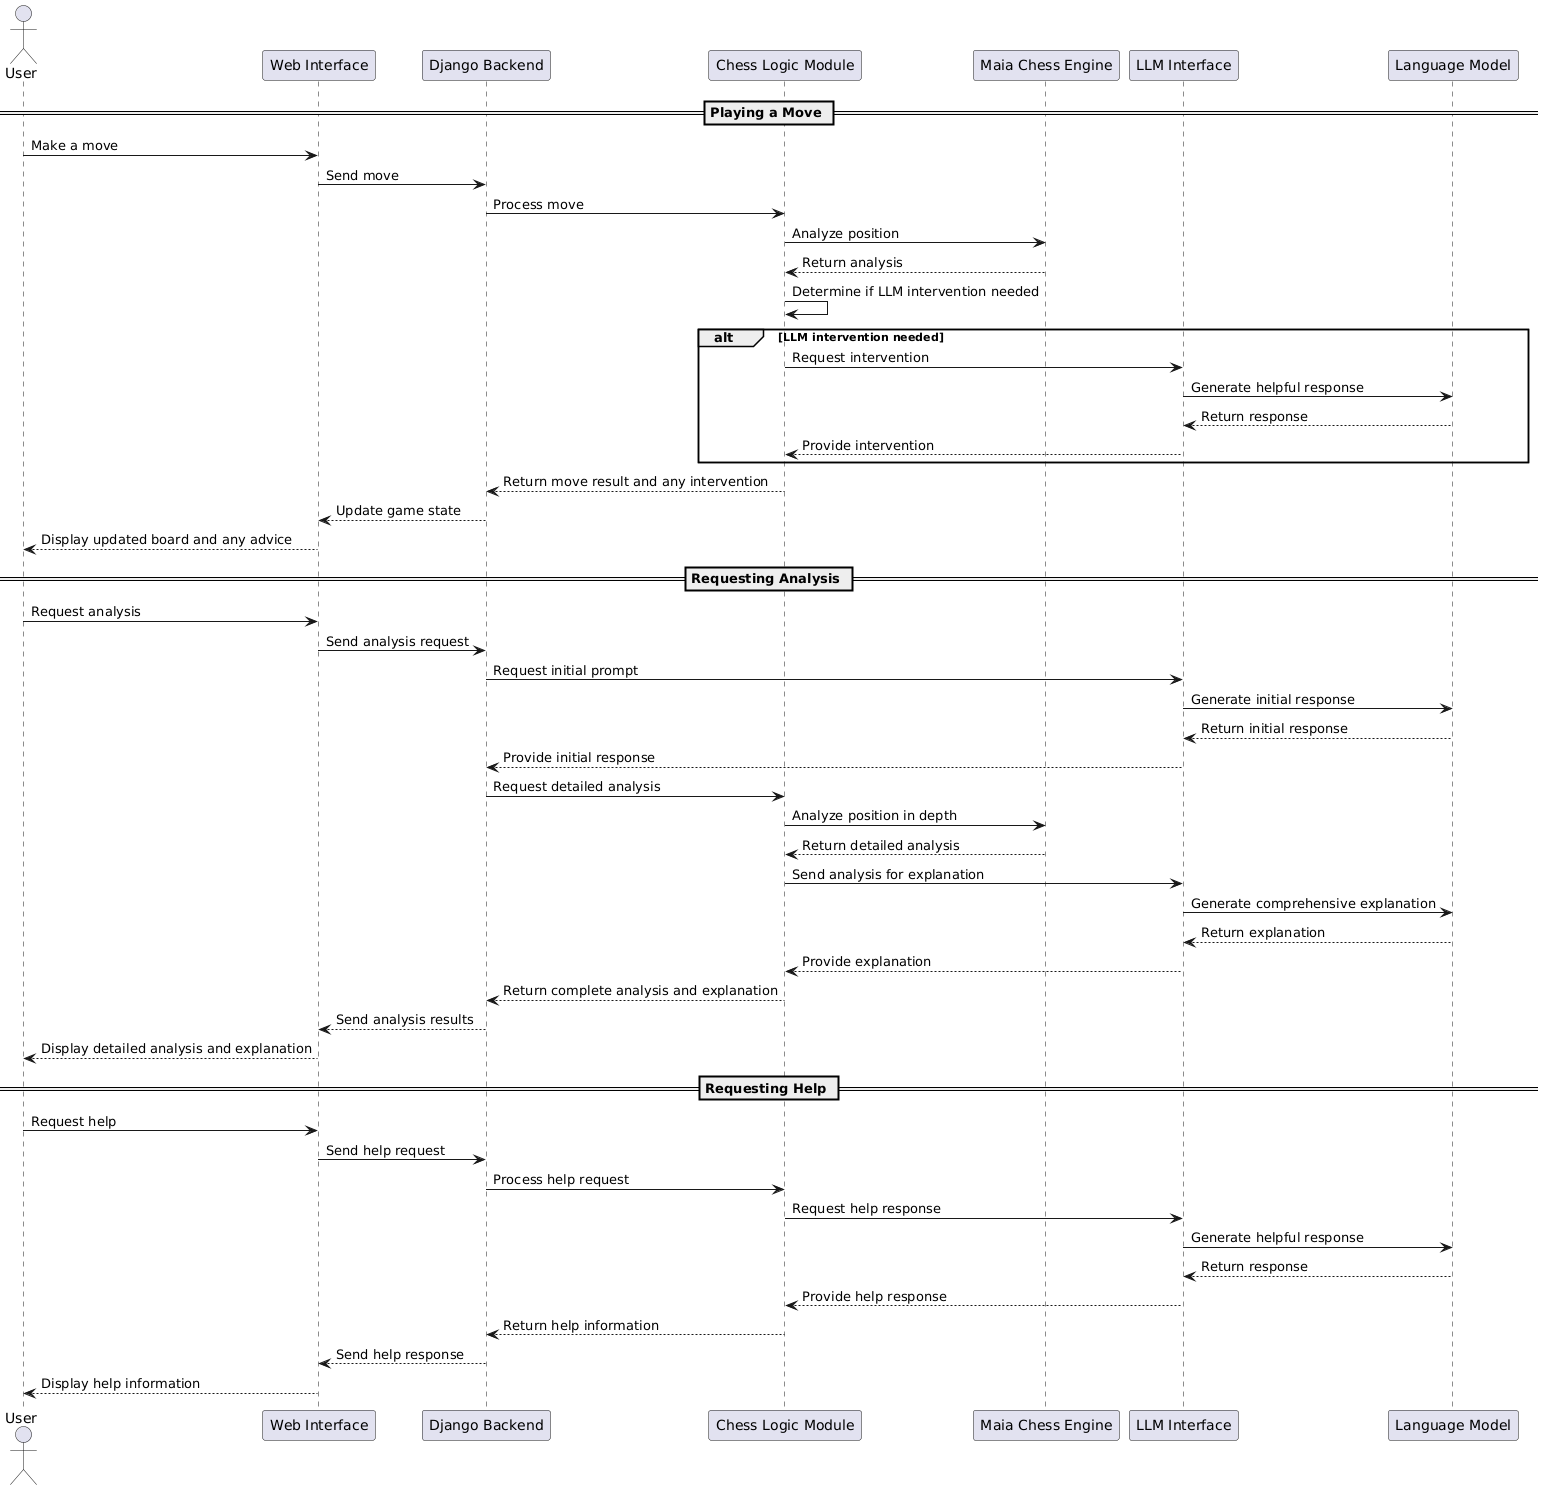 User
Web Interface
Django Backend
Chess Logic Module
Maia Chess Engine
LLM Interface
Language Model
Playing a Move
Make a move
Send move
Process move
Analyze position
Return analysis
Determine if LLM intervention needed
alt
[LLM intervention needed]
Request intervention
Generate helpful response
Return response
Provide intervention
Return move result and any intervention
Update game state
Display updated board and any advice
Requesting Analysis
Request analysis
Send analysis request
Request initial prompt
Generate initial response
Return initial response
Provide initial response
Request detailed analysis
Analyze position in depth
Return detailed analysis
Send analysis for explanation
Generate comprehensive explanation
Return explanation
Provide explanation
Return complete analysis and explanation
Send analysis results
Display detailed analysis and explanation
Requesting Help
Request help
Send help request
Process help request
Request help response
Generate helpful response
Return response
Provide help response
Return help information
Send help response
Display help information
User
Web Interface
Django Backend
Chess Logic Module
Maia Chess Engine
LLM Interface
Language Model